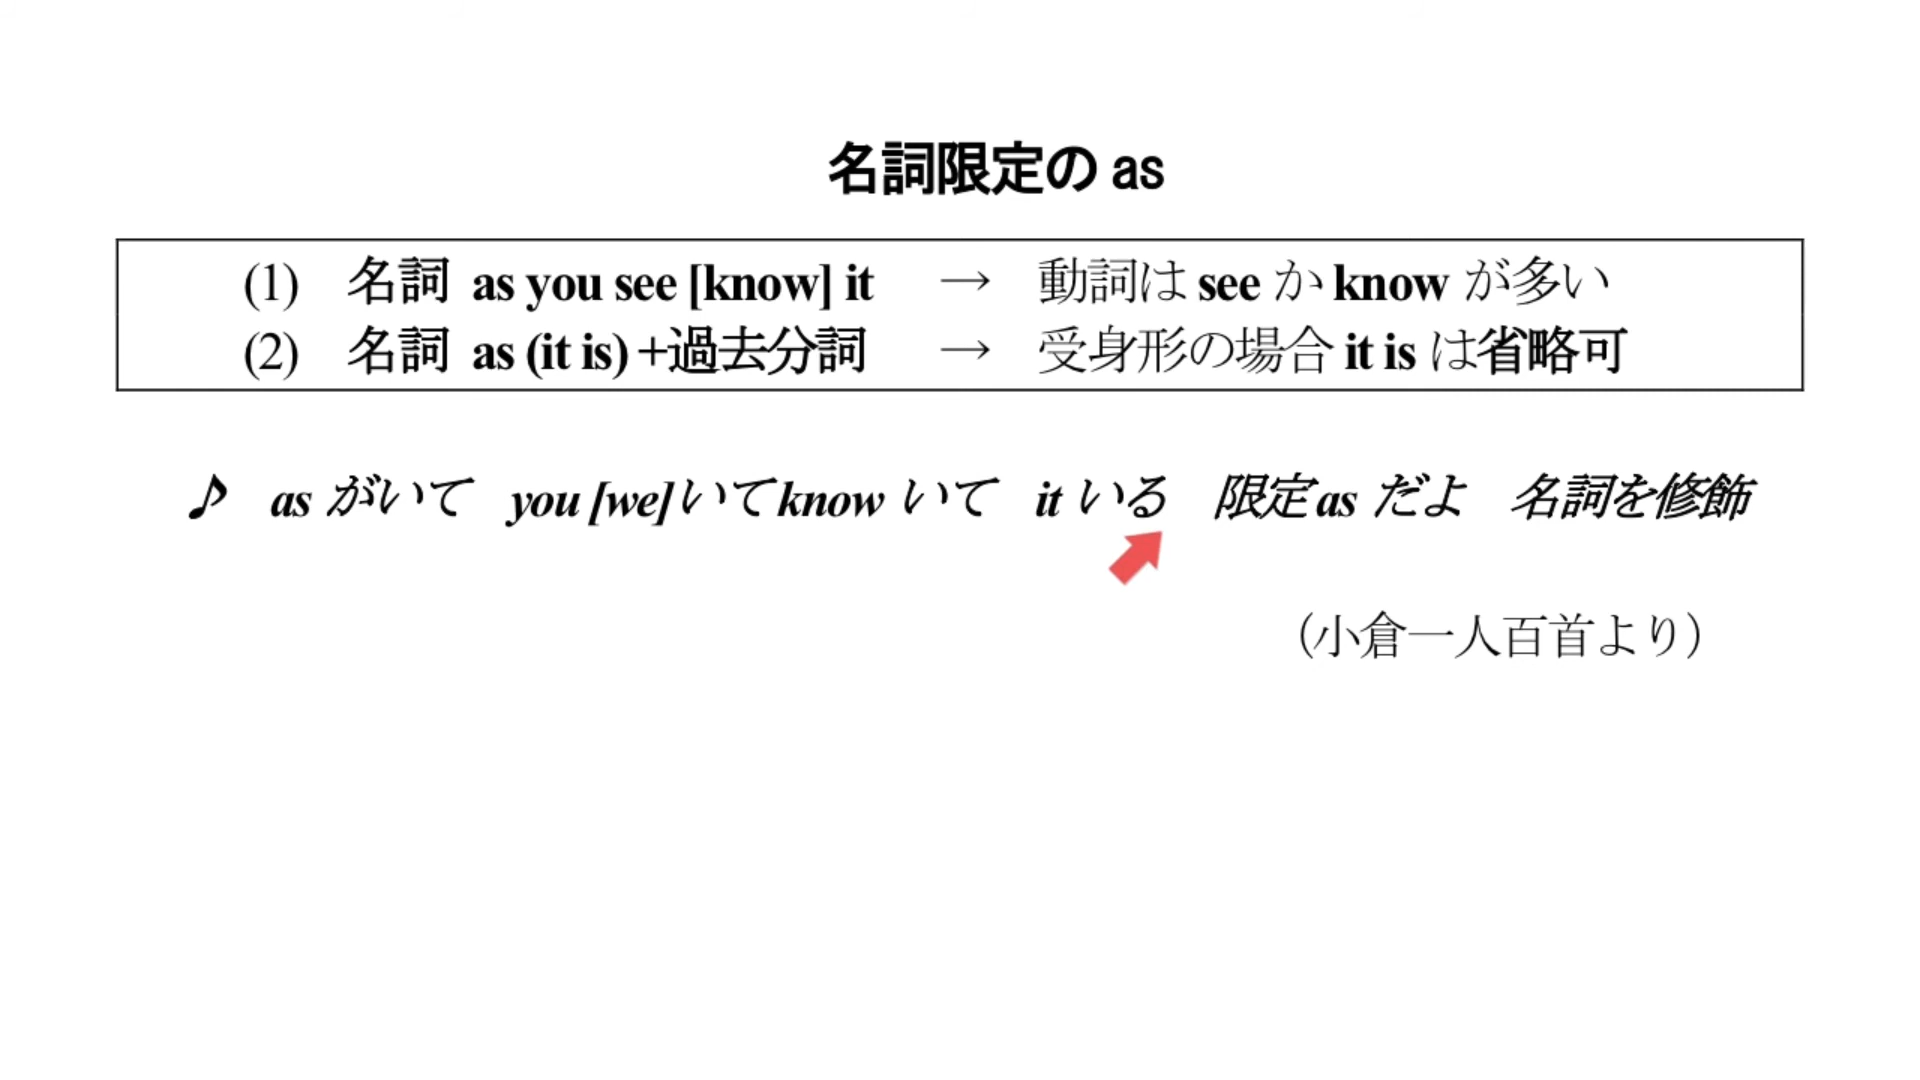 名詞限定の as
(1) 名詞 as you see [know] it → 動詞は see か know が多い
(2) 名詞 as (it is) +過去分詞 → 受身形の場合 it is は省略可
♪ as がいて you [we]いて know いて it いる 限定 as だよ 名詞を修飾
（小倉一人百首より）